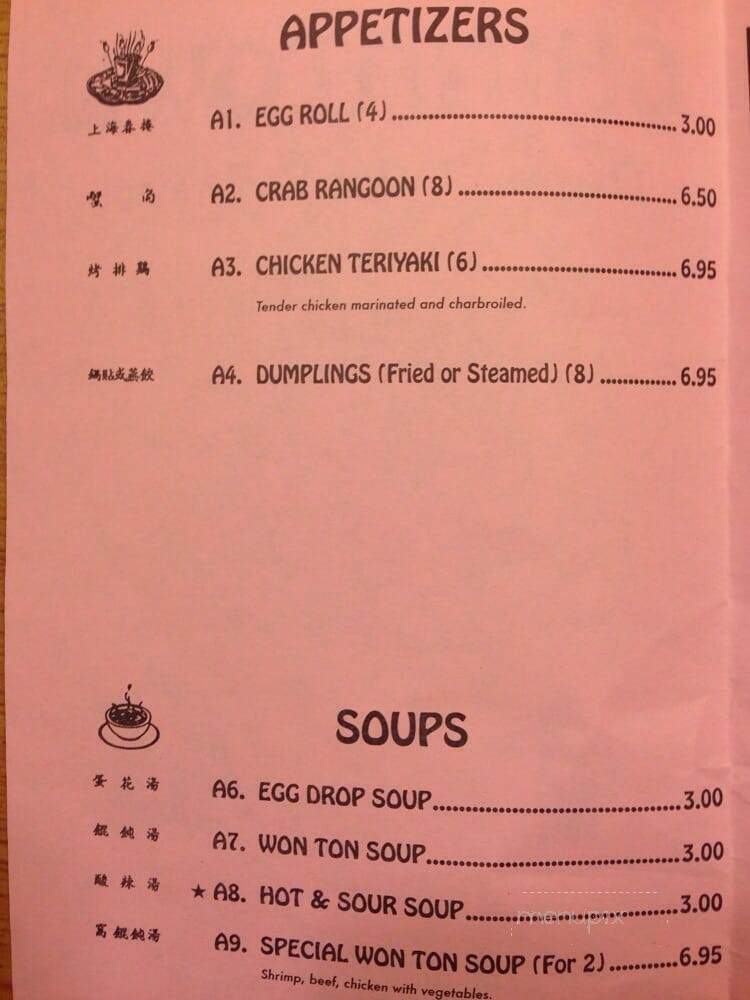 APPETIZERS
上海春捲 A1. EGG ROLL (4) 3.00
蟹角 A2. CRAB RANGOON (8) 6.50
烤排鷄 A3. CHICKEN TERIYAKI (6) 6.95
Tender chicken marinated and charbroiled.
鍋貼或蒸餃 A4. DUMPLINGS (Fried or Steamed) (8) 6.95
SOUPS
蛋花湯 A6. EGG DROP SOUP 3.00
餛飩湯 A7. WON TON SOUP 3.00
酸辣湯 ★ A8. HOT & SOUR SOUP 3.00
窩餛飩湯 A9. SPECIAL WON TON SOUP (For 2) 6.95
Shrimp, beef, chicken with vegetables.
menupix